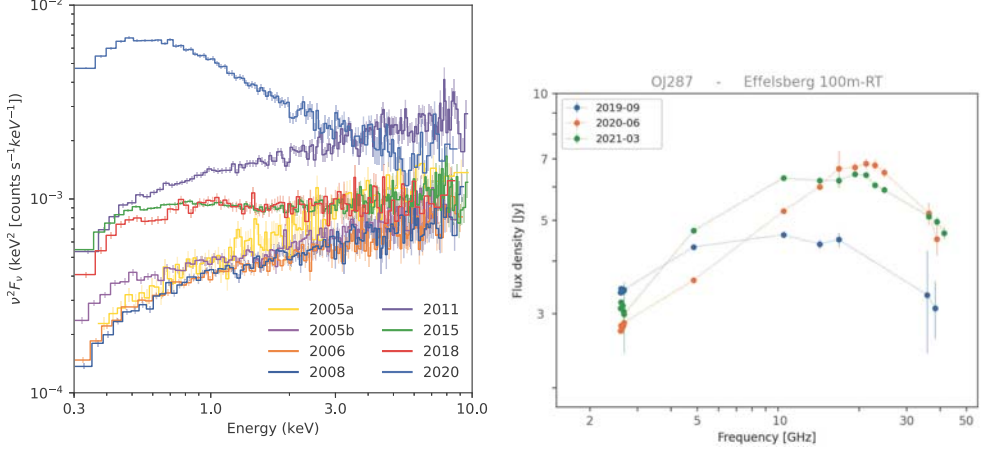 10⁻²
10⁻³
10⁻⁴
ν²Fᵥ (keV² [counts s⁻¹keV⁻¹])
2005a
2005b
2006
2008
2011
2015
2018
2020
0.3 1.0 3.0 10.0
Energy (keV)
OJ287 - Effelsberg 100m-RT
2019-09
2020-06
2021-03
10
7
5
3
Flux density [Jy]
2 5 10 30 50
Frequency [GHz]